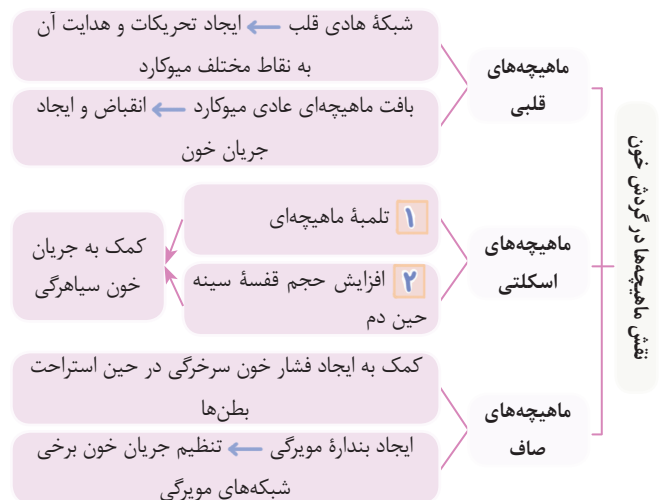 نقش ماهیچه‌ها در گردش خون
ماهیچه‌های
قلبی
شبکهٔ هادی قلب ← ایجاد تحریکات و هدایت آن
به نقاط مختلف میوکارد
بافت ماهیچه‌ای عادی میوکارد ← انقباض و ایجاد
جریان خون
ماهیچه‌های
اسکلتی
۱ تلمبهٔ ماهیچه‌ای
۲ افزایش حجم قفسهٔ سینه
حین دم
کمک به جریان
خون سیاهرگی
ماهیچه‌های
صاف
کمک به ایجاد فشار خون سرخرگی در حین استراحت
بطن‌ها
ایجاد بندارهٔ مویرگی ← تنظیم جریان خون برخی
شبکه‌های مویرگی